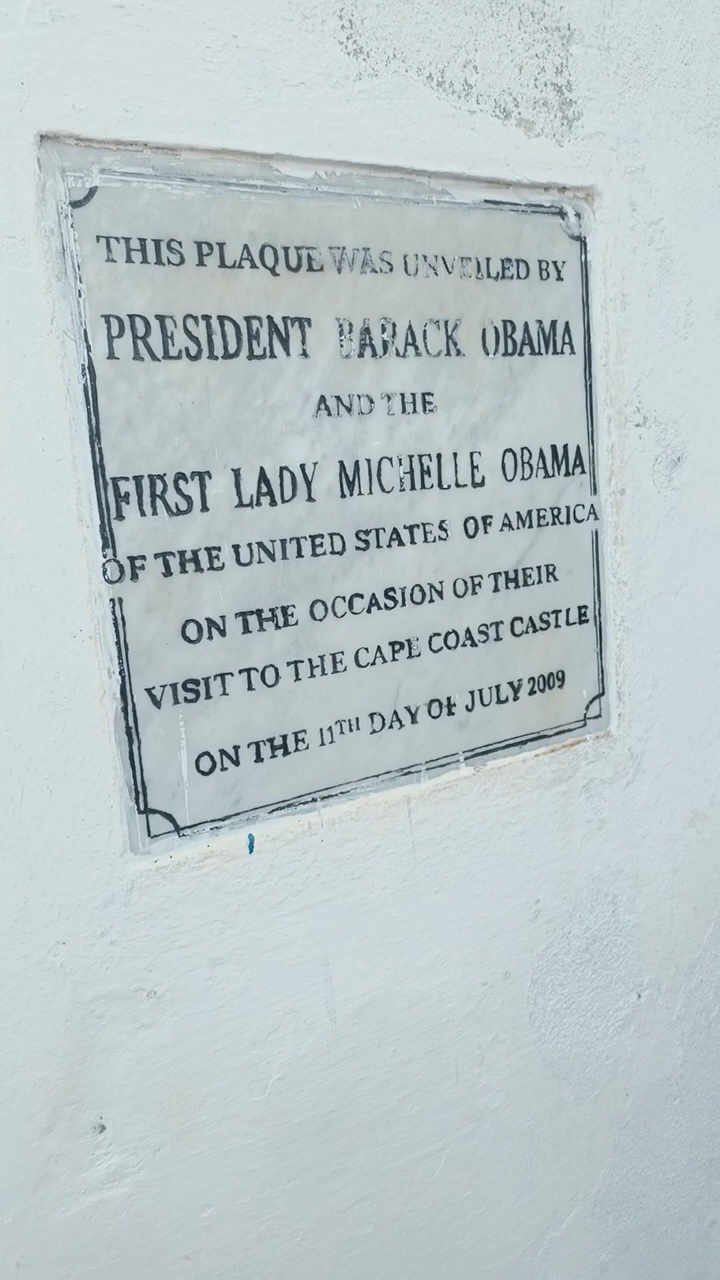 THIS PLAQUE WAS UNVEILED BY
PRESIDENT BARACK OBAMA
AND THE
FIRST LADY MICHELLE OBAMA
OF THE UNITED STATES OF AMERICA
ON THE OCCASION OF THEIR
VISIT TO THE CAPE COAST CASTLE
ON THE 11TH DAY OF JULY 2009